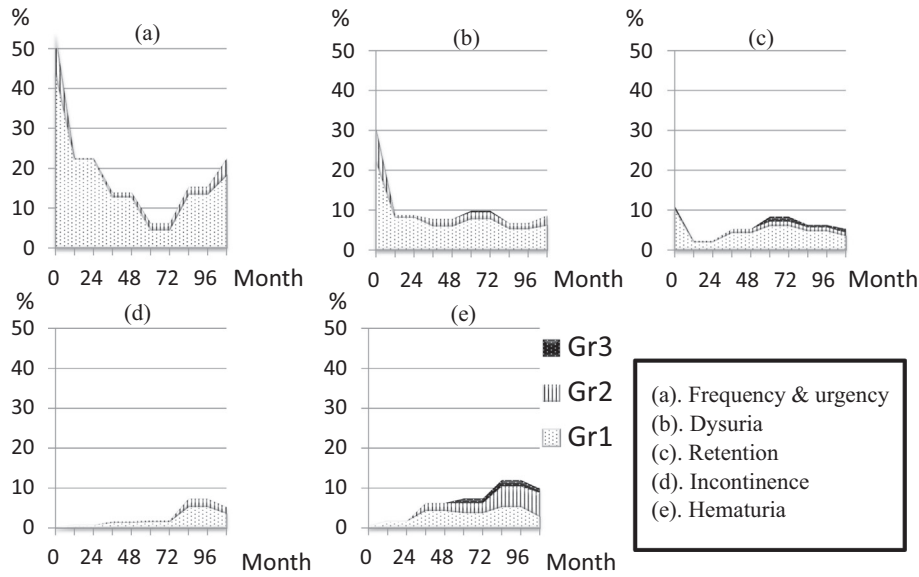 %
(a)
50
40
30
20
10
0
0 24 48 72 96 Month
%
(b)
50
40
30
20
10
0
0 24 48 72 96 Month
%
(c)
50
40
30
20
10
0
0 24 48 72 96 Month
%
(d)
50
40
30
20
10
0
0 24 48 72 96 Month
%
(e)
50
40
30
20
10
0
0 24 48 72 96 Month
Gr3
Gr2
Gr1
(a). Frequency & urgency
(b). Dysuria
(c). Retention
(d). Incontinence
(e). Hematuria